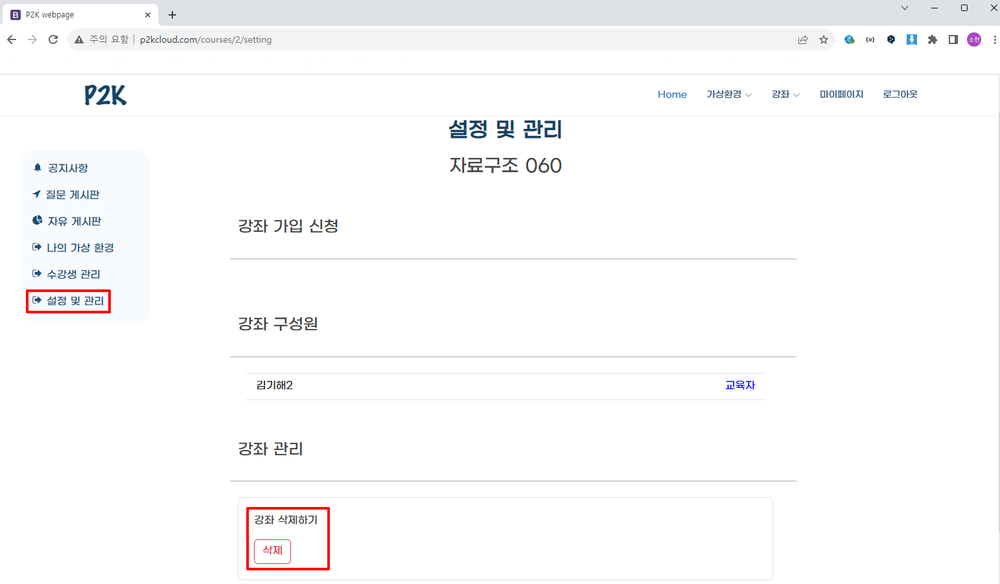 P2K webpage
주의 요함 | p2kcloud.com/courses/2/setting
소현
P2K
Home 가상환경 강좌 마이페이지 로그아웃
설정 및 관리
자료구조 060
공지사항
질문 게시판
자유 게시판
나의 가상 환경
수강생 관리
설정 및 관리
강좌 가입 신청
강좌 구성원
김기해2 교육자
강좌 관리
강좌 삭제하기
삭제